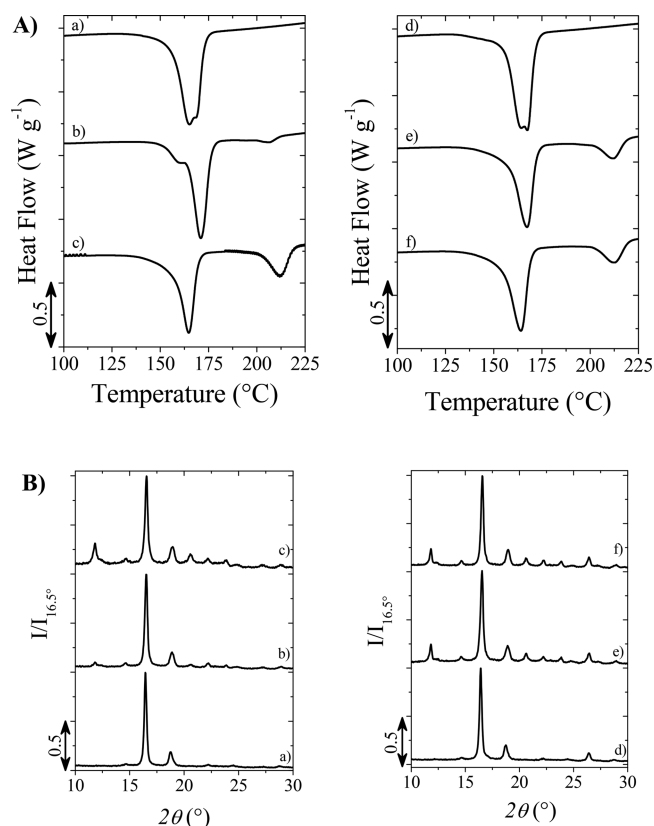 A)
a)
b)
c)
Heat Flow (W g-1)
0.5
100 125 150 175 200 225
Temperature (°C)
d)
e)
f)
Heat Flow (W g-1)
0.5
100 125 150 175 200 225
Temperature (°C)
B)
c)
b)
a)
I/I16.5°
0.5
10 15 20 25 30
2θ (°)
f)
e)
d)
I/I16.5°
0.5
10 15 20 25 30
2θ (°)